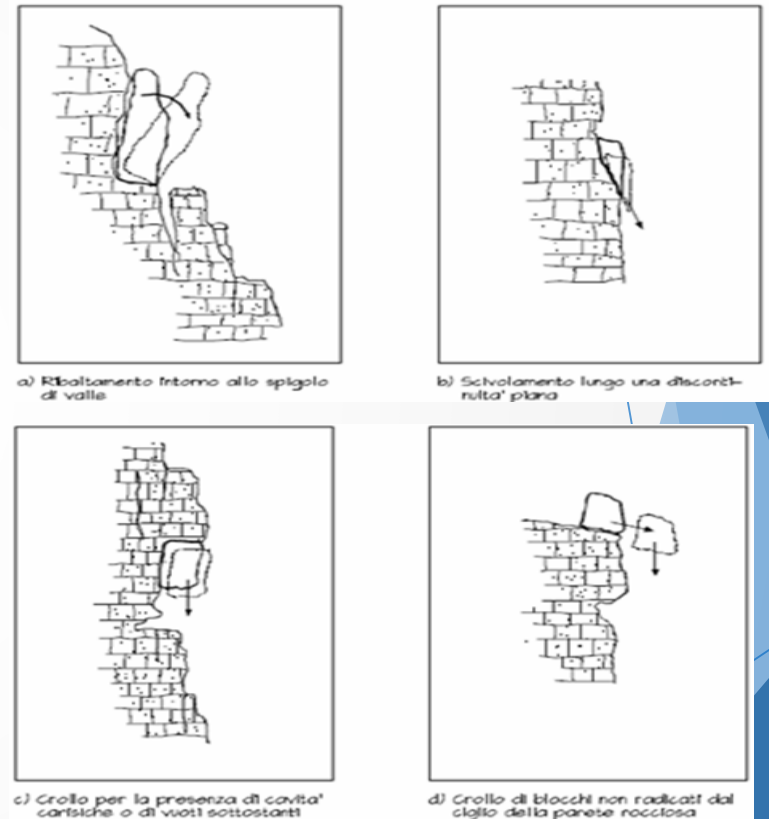 a) Ribaltamento intorno allo spigolo
di valle
b) Scivolamento lungo una disconti-
nuita' piana
c) Crollo per la presenza di cavita'
carisiche o di vuoti sottostanti
d) Crollo di blocchi non radicati dal
ciglio della parete rocciosa